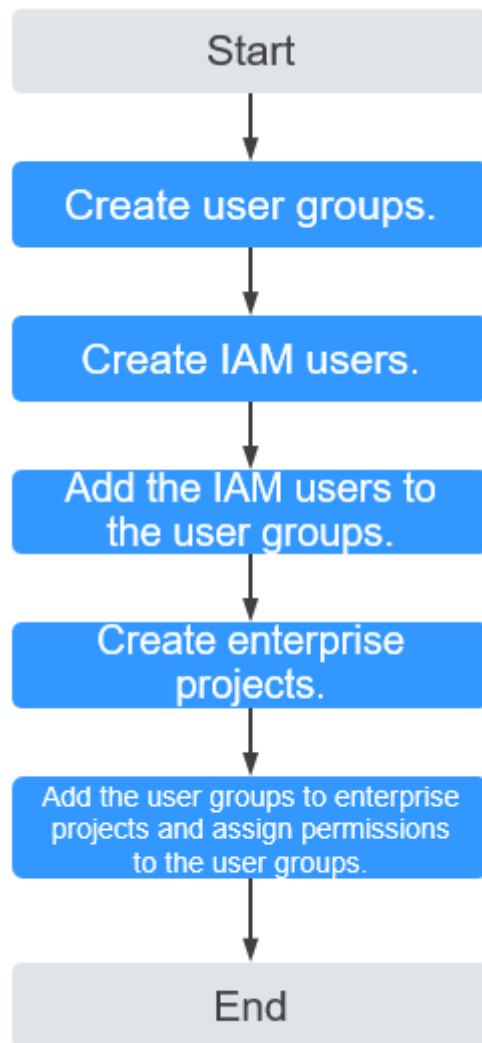 Start
Create user groups.
Create IAM users.
Add the IAM users to
the user groups.
Create enterprise
projects.
Add the user groups to enterprise
projects and assign permissions
to the user groups.
End